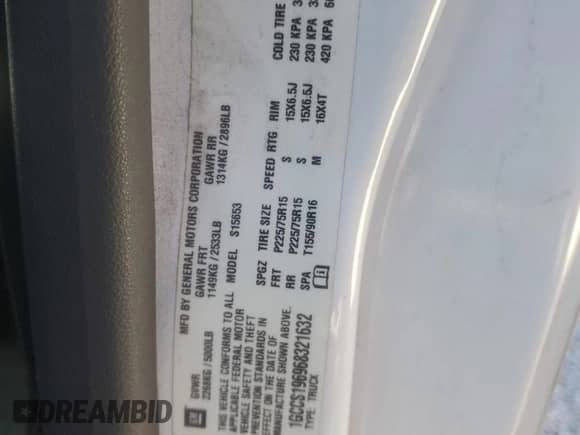 MFD BY GENERAL MOTORS CORPORATION
GVWR GAWR FRT GAWR RR
2268KG / 5000LB 1149KG / 2533LB 1314KG / 2896LB
THIS VEHICLE CONFORMS TO ALL
APPLICABLE FEDERAL MOTOR
VEHICLE SAFETY AND THEFT
PREVENTION STANDARDS IN
EFFECT ON THE DATE OF
MANUFACTURE SHOWN ABOVE.
1GCCS196968321632
TYPE: TRUCK
MODEL S15653
SPGZ TIRE SIZE SPEED RTG RIM COLD TIRE
FRT P225/75R15 S 15X6.5J 230 KPA
RR P225/75R15 S 15X6.5J 230 KPA
SPA T155/90R16 M 16X4T 420 KPA
DREAMBID